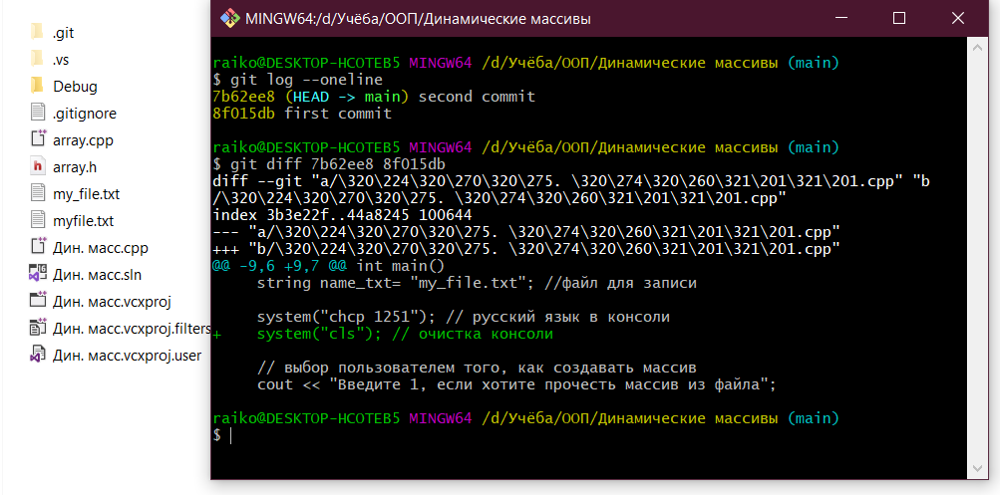 .git
.vs
Debug
.gitignore
array.cpp
array.h
my_file.txt
myfile.txt
Дин. масс.cpp
Дин. масс.sln
Дин. масс.vcxproj
Дин. масс.vcxproj.filters
Дин. масс.vcxproj.user
MINGW64:/d/Учёба/ООП/Динамические массивы
raiko@DESKTOP-HCOTEB5 MINGW64 /d/Учёба/ООП/Динамические массивы (main)
$ git log --oneline
7b62ee8 (HEAD -> main) second commit
8f015db first commit
raiko@DESKTOP-HCOTEB5 MINGW64 /d/Учёба/ООП/Динамические массивы (main)
$ git diff 7b62ee8 8f015db
diff --git "a/\320\224\320\270\320\275. \320\274\320\260\321\201\321\201.cpp" "b
/\320\224\320\270\320\275. \320\274\320\260\321\201\321\201.cpp"
index 3b3e22f..44a8245 100644
--- "a/\320\224\320\270\320\275. \320\274\320\260\321\201\321\201.cpp"
+++ "b/\320\224\320\270\320\275. \320\274\320\260\321\201\321\201.cpp"
@@ -9,6 +9,7 @@ int main()
string name_txt= "my_file.txt"; //файл для записи
system("chcp 1251"); // русский язык в консоли
+ system("cls"); // очистка консоли
// выбор пользователем того, как создавать массив
cout << "Введите 1, если хотите прочесть массив из файла";
raiko@DESKTOP-HCOTEB5 MINGW64 /d/Учёба/ООП/Динамические массивы (main)
$